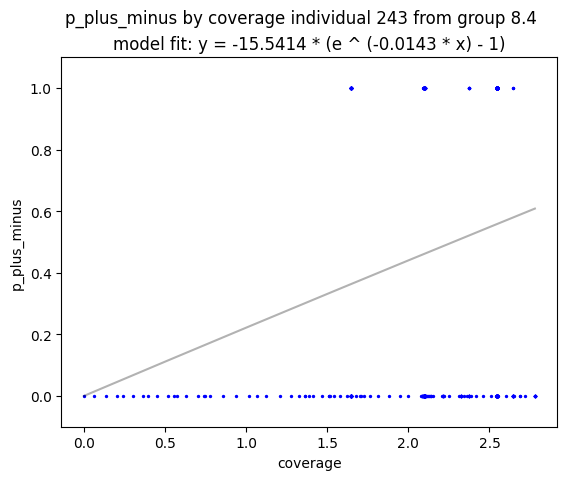 p_plus_minus by coverage individual 243 from group 8.4
model fit: y = -15.5414 * (e ^ (-0.0143 * x) - 1)
1.0
0.8
0.6
0.4
0.2
0.0
p_plus_minus
0.0 0.5 1.0 1.5 2.0 2.5
coverage